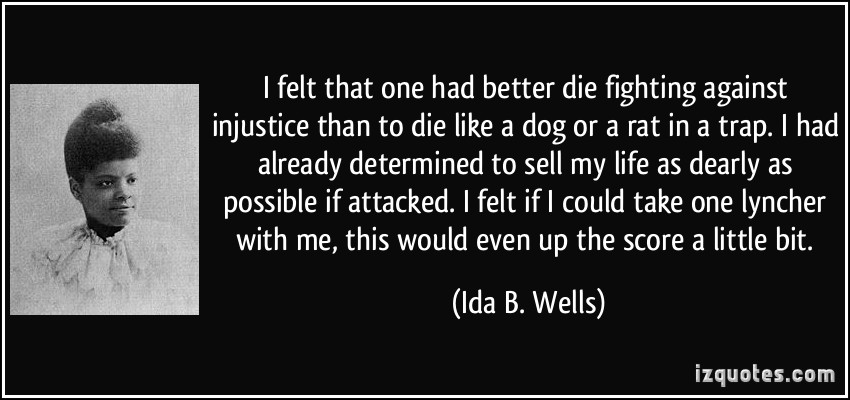 I felt that one had better die fighting against
injustice than to die like a dog or a rat in a trap. I had
already determined to sell my life as dearly as
possible if attacked. I felt if I could take one lyncher
with me, this would even up the score a little bit.
(Ida B. Wells)
izquotes.com